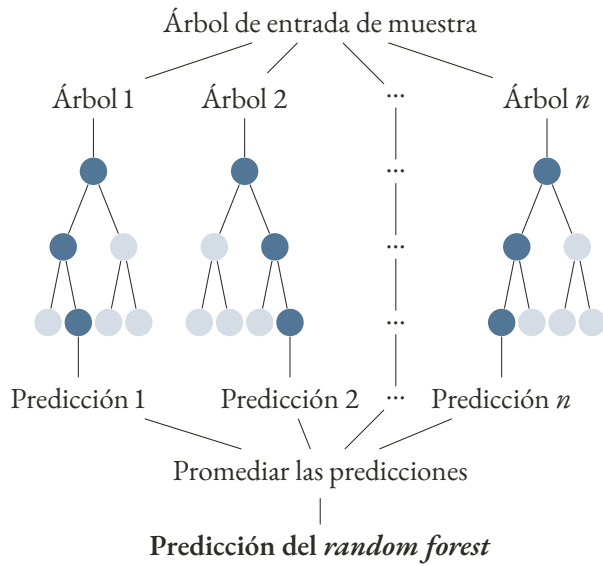 Árbol de entrada de muestra
Árbol 1 Árbol 2 ... Árbol n
...
...
...
Predicción 1 Predicción 2 ... Predicción n
Promediar las predicciones
Predicción del random forest